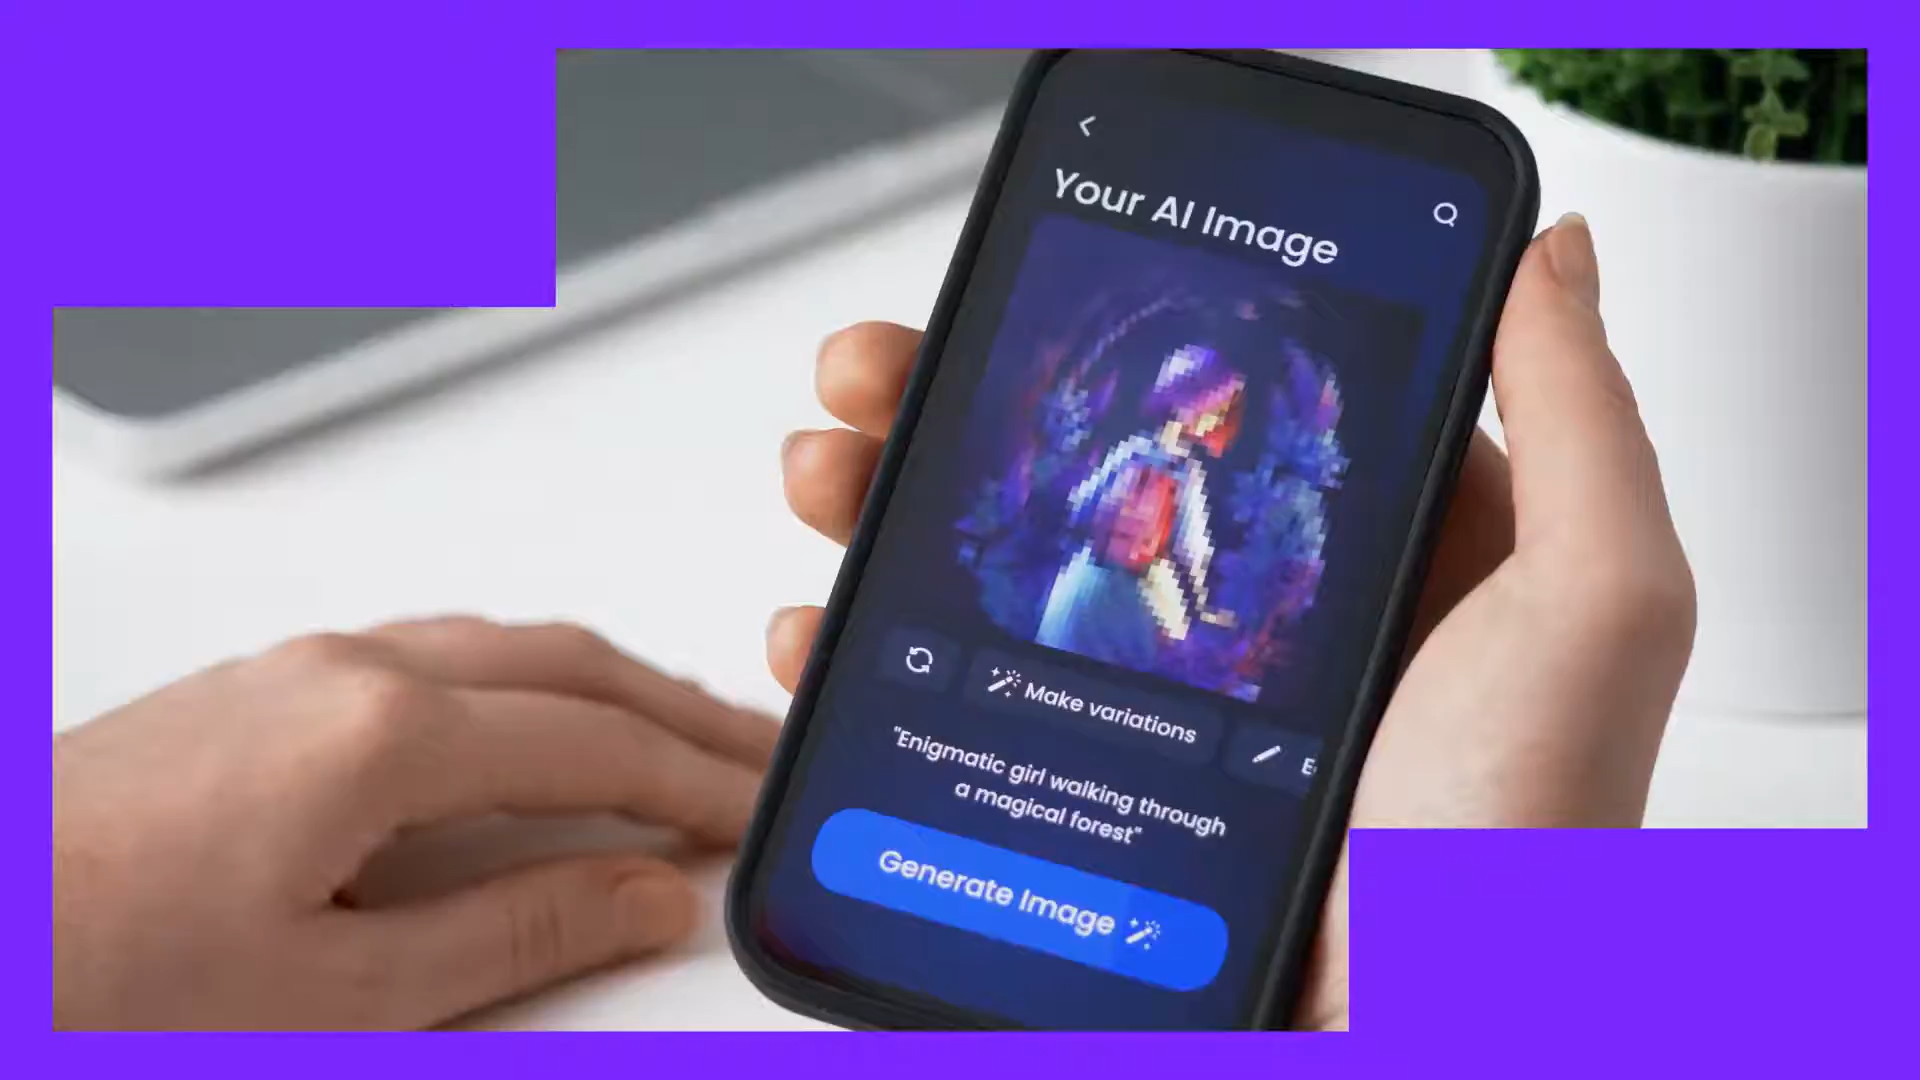 Your AI Image
Make variations
"Enigmatic girl walking through
a magical forest"
Generate Image